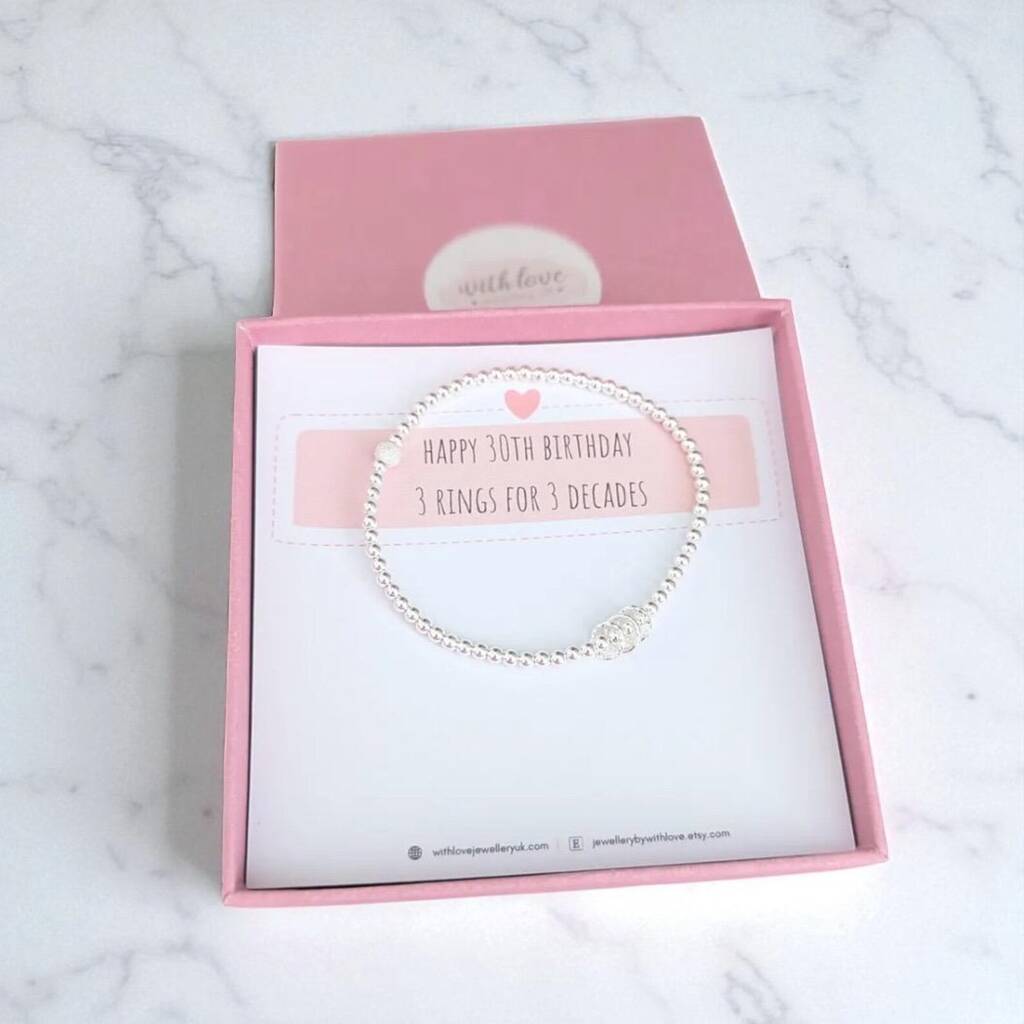 with love
HAPPY 30TH BIRTHDAY
3 RINGS FOR 3 DECADES
withlovejewelleryuk.com | E jewellerybywithlove.etsy.com